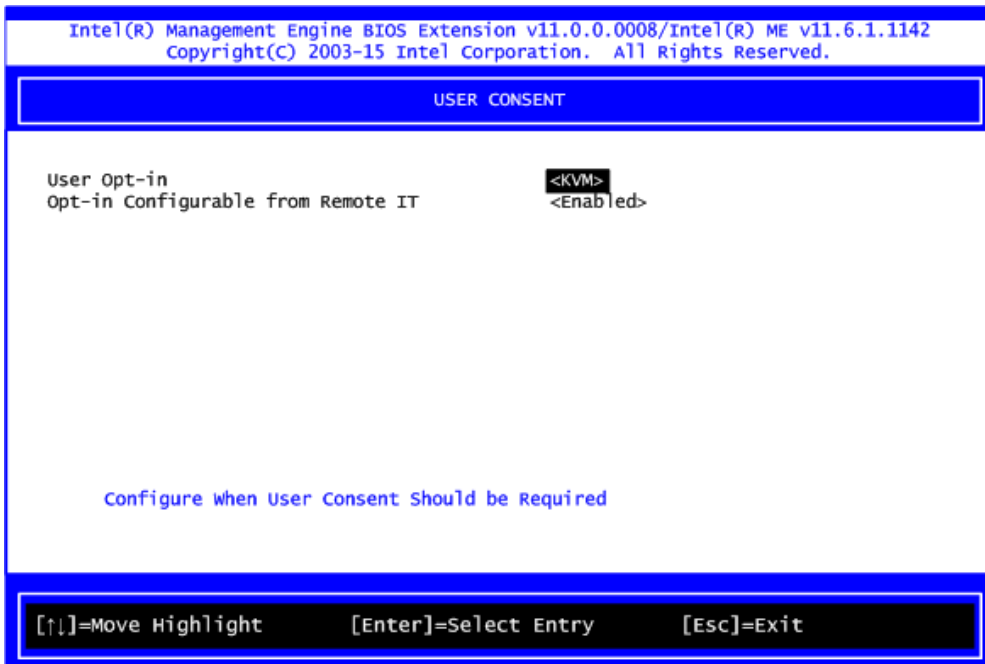 Intel(R) Management Engine BIOS Extension v11.0.0.0008/Intel(R) ME v11.6.1.1142
Copyright(C) 2003-15 Intel Corporation. All Rights Reserved.
USER CONSENT
User Opt-in <KVM>
Opt-in Configurable from Remote IT <Enabled>
Configure When User Consent Should be Required
[↑↓]=Move Highlight [Enter]=Select Entry [Esc]=Exit